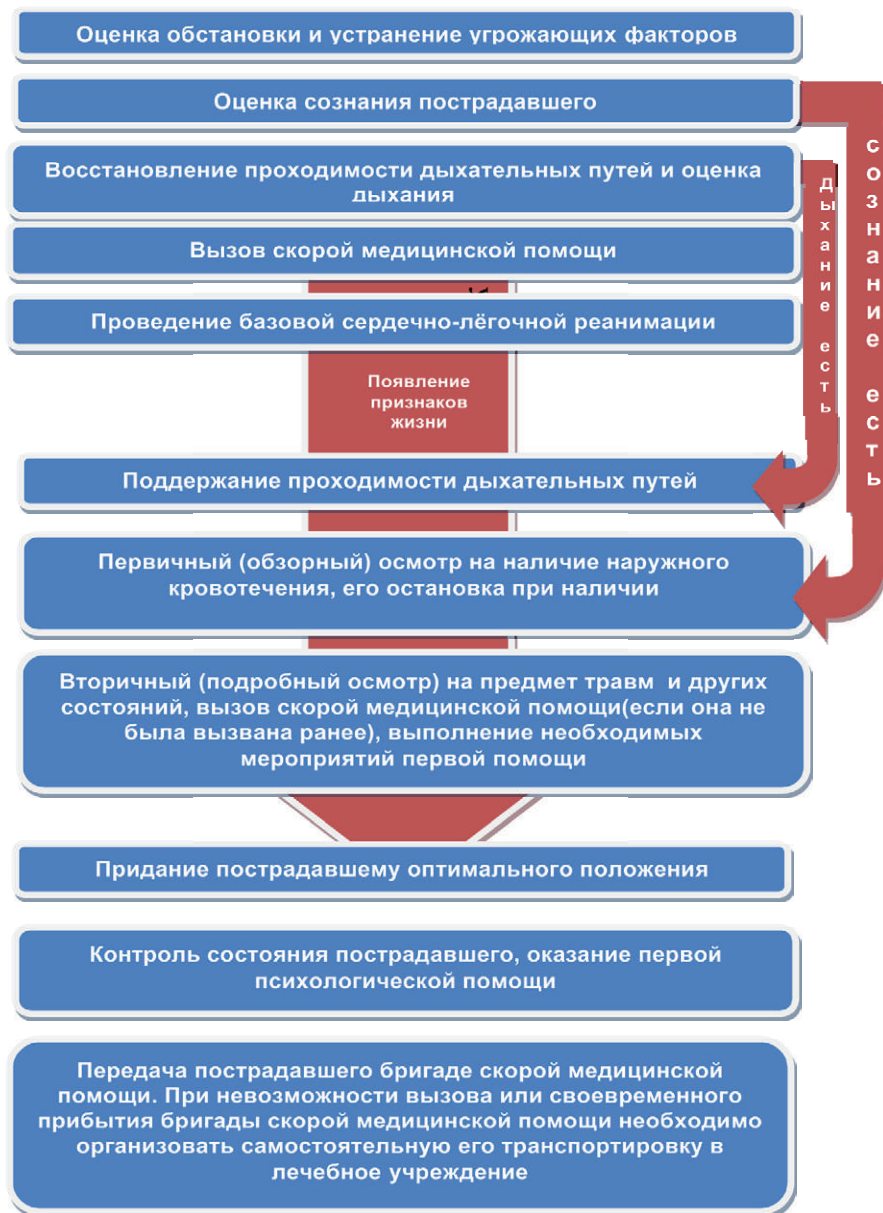 Оценка обстановки и устранение угрожающих факторов
Оценка сознания пострадавшего
Восстановление проходимости дыхательных путей и оценка
дыхания
Вызов скорой медицинской помощи
Проведение базовой сердечно-лёгочной реанимации
Появление
признаков
жизни
дыхание есть
сознание есть
Поддержание проходимости дыхательных путей
Первичный (обзорный) осмотр на наличие наружного
кровотечения, его остановка при наличии
Вторичный (подробный осмотр) на предмет травм и других
состояний, вызов скорой медицинской помощи(если она не
была вызвана ранее), выполнение необходимых
мероприятий первой помощи
Придание пострадавшему оптимального положения
Контроль состояния пострадавшего, оказание первой
психологической помощи
Передача пострадавшего бригаде скорой медицинской
помощи. При невозможности вызова или своевременного
прибытия бригады скорой медицинской помощи необходимо
организовать самостоятельную его транспортировку в
лечебное учреждение